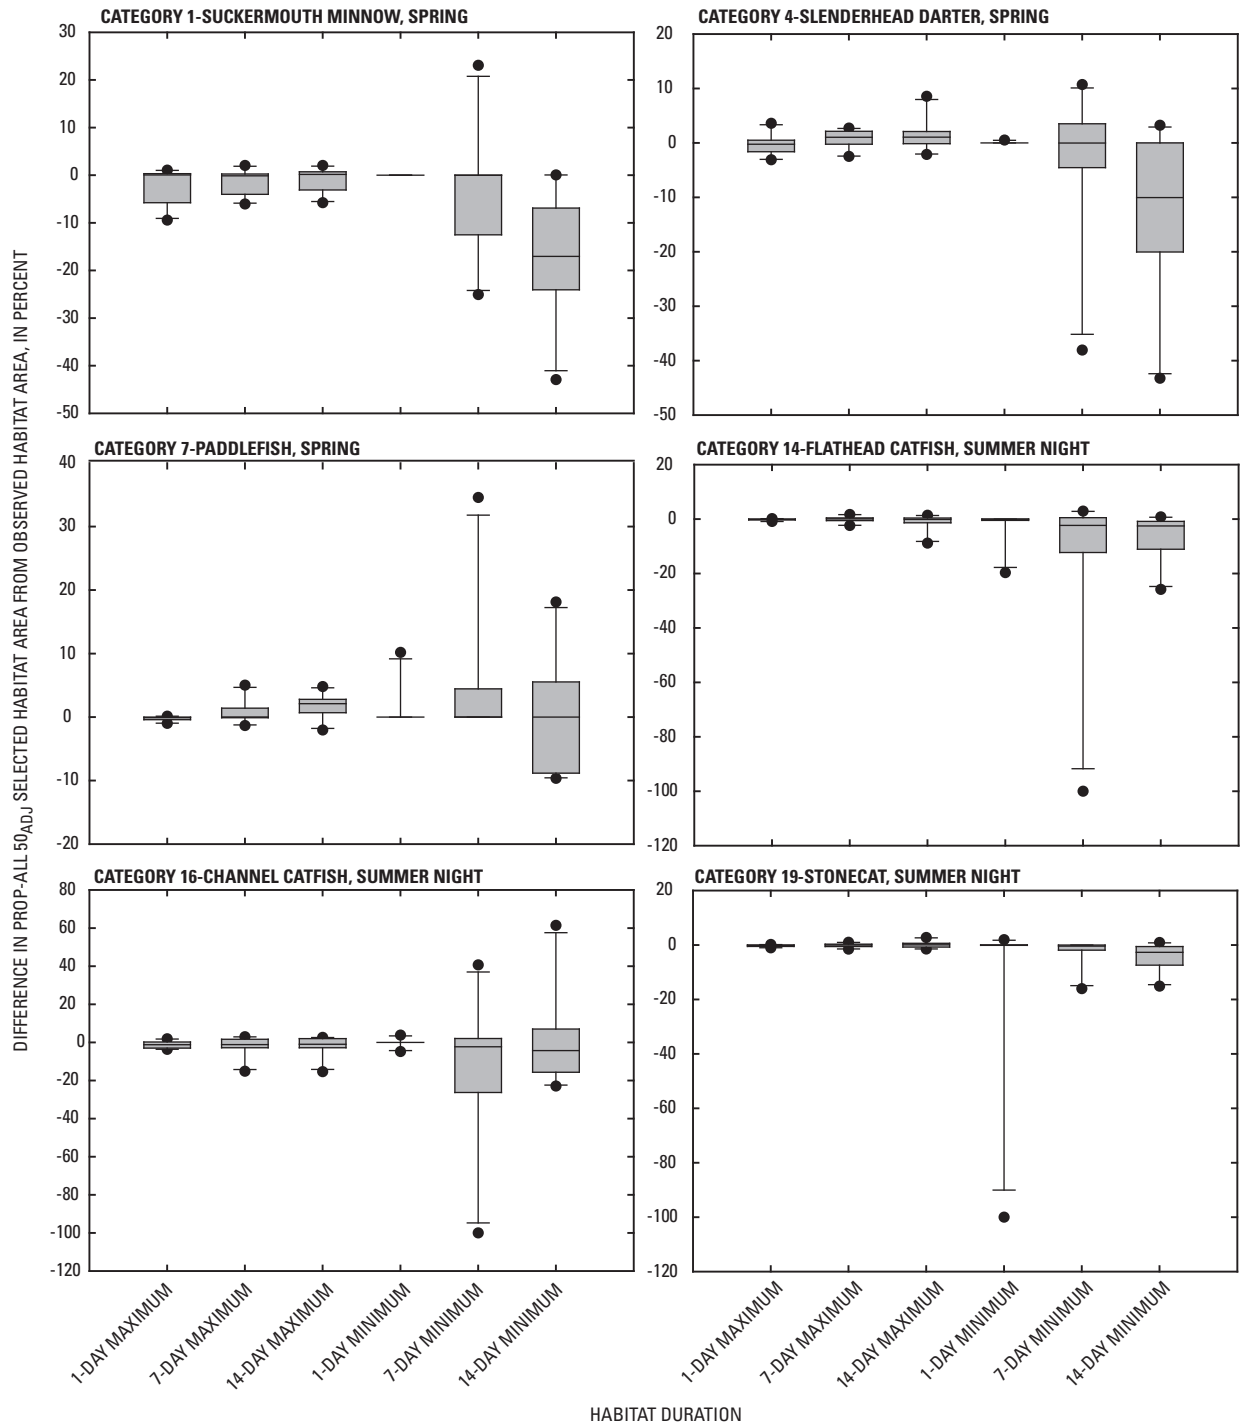 CATEGORY 1-SUCKERMOUTH MINNOW, SPRING
30
20
10
0
-10
-20
-30
-40
-50
CATEGORY 4-SLENDERHEAD DARTER, SPRING
20
10
0
-10
-20
-30
-40
-50
CATEGORY 7-PADDLEFISH, SPRING
40
30
20
10
0
-10
-20
CATEGORY 14-FLATHEAD CATFISH, SUMMER NIGHT
20
0
-20
-40
-60
-80
-100
-120
CATEGORY 16-CHANNEL CATFISH, SUMMER NIGHT
80
60
40
20
0
-20
-40
-60
-80
-100
-120
CATEGORY 19-STONECAT, SUMMER NIGHT
20
0
-20
-40
-60
-80
-100
-120
DIFFERENCE IN PROP-ALL 50ADJ SELECTED HABITAT AREA FROM OBSERVED HABITAT AREA, IN PERCENT
1-DAY MAXIMUM
7-DAY MAXIMUM
14-DAY MAXIMUM
1-DAY MINIMUM
7-DAY MINIMUM
14-DAY MINIMUM
1-DAY MAXIMUM
7-DAY MAXIMUM
14-DAY MAXIMUM
1-DAY MINIMUM
7-DAY MINIMUM
14-DAY MINIMUM
HABITAT DURATION